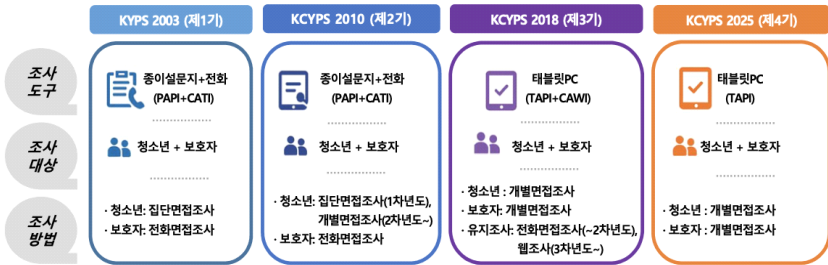 KYPS 2003 (제1기)
KCYPS 2010 (제2기)
KCYPS 2018 (제3기)
KCYPS 2025 (제4기)
조사
도구
종이설문지+전화
(PAPI+CATI)
종이설문지+전화
(PAPI+CATI)
태블릿PC
(TAPI+CAWI)
태블릿PC
(TAPI)
조사
대상
청소년 + 보호자
청소년 + 보호자
청소년 + 보호자
청소년 + 보호자
조사
방법
· 청소년: 집단면접조사
· 보호자: 전화면접조사
· 청소년: 집단면접조사(1차년도),
개별면접조사(2차년도~)
· 보호자: 전화면접조사
· 청소년 : 개별면접조사
· 보호자: 개별면접조사
· 유지조사: 전화면접조사(~2차년도),
웹조사(3차년도~)
· 청소년 : 개별면접조사
· 보호자 : 개별면접조사